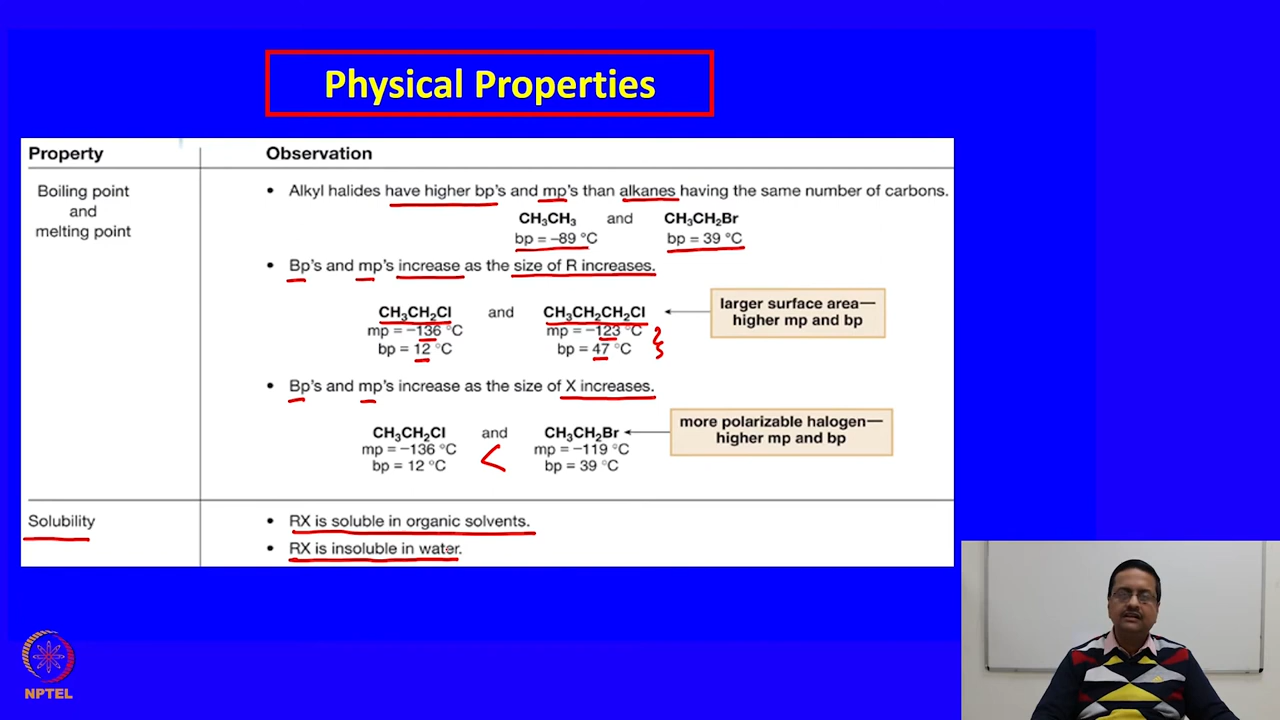 Physical Properties
Property Observation
Boiling point
and
melting point
• Alkyl halides have higher bp's and mp's than alkanes having the same number of carbons.
CH₃CH₃ and CH₃CH₂Br
bp = –89 °C bp = 39 °C
• Bp's and mp's increase as the size of R increases.
CH₃CH₂Cl and CH₃CH₂CH₂Cl
mp = –136 °C mp = –123 °C
bp = 12 °C bp = 47 °C
larger surface area—
higher mp and bp
• Bp's and mp's increase as the size of X increases.
CH₃CH₂Cl and CH₃CH₂Br
mp = –136 °C < mp = –119 °C
bp = 12 °C bp = 39 °C
more polarizable halogen—
higher mp and bp
Solubility
• RX is soluble in organic solvents.
• RX is insoluble in water.
NPTEL